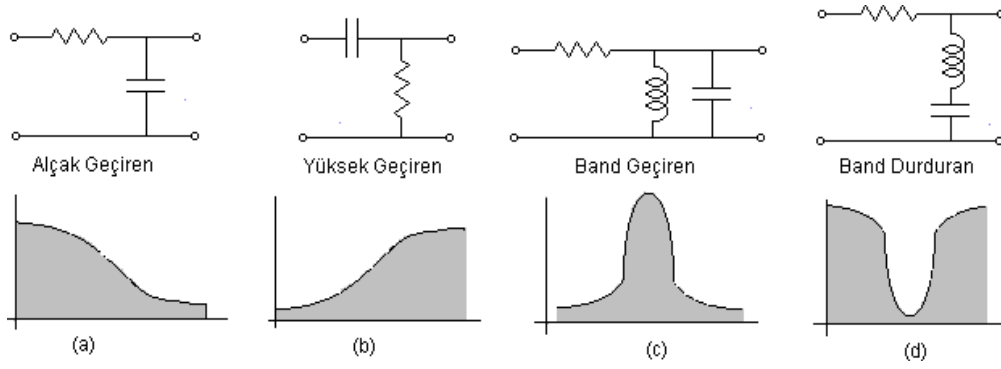 Alçak Geçiren
Yüksek Geçiren
Band Geçiren
Band Durduran
(a)
(b)
(c)
(d)